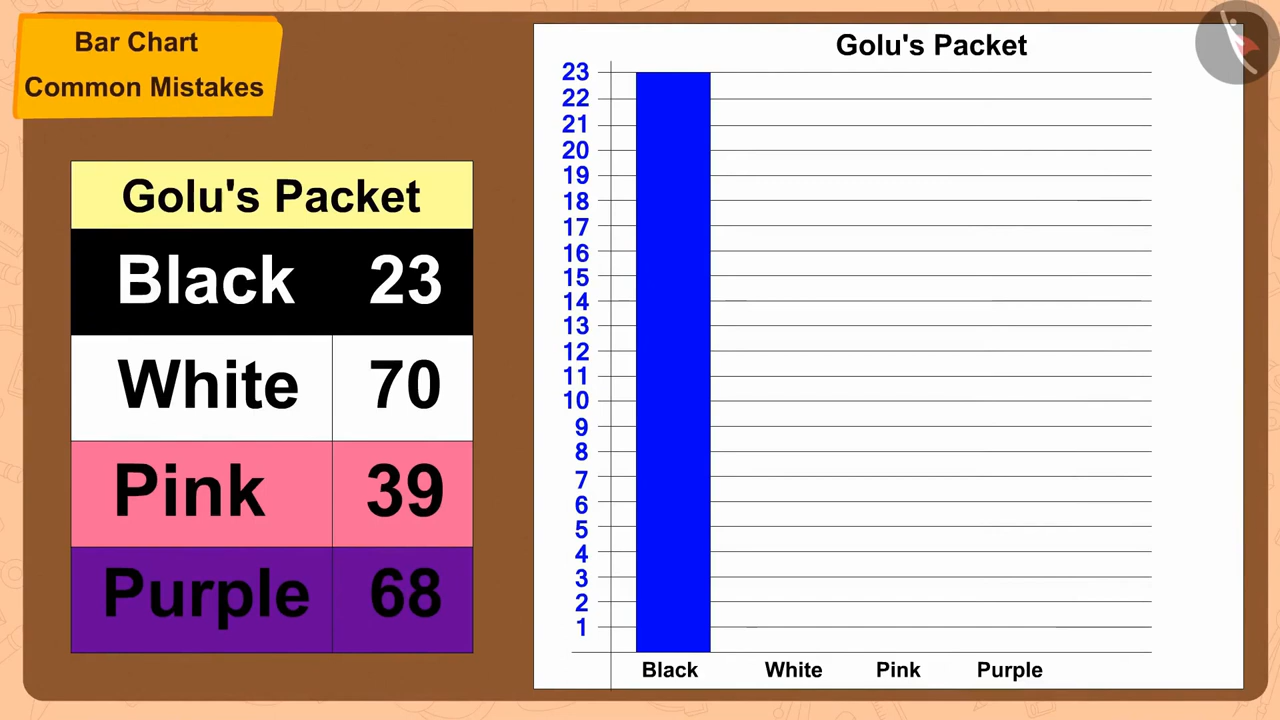 Bar Chart
Common Mistakes
Golu's Packet
Black 23
White 70
Pink 39
Purple 68
Golu's Packet
23
22
21
20
19
18
17
16
15
14
13
12
11
10
9
8
7
6
5
4
3
2
1
Black White Pink Purple